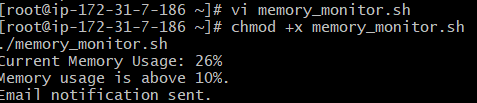 [root@ip-172-31-7-186 ~]# vi memory_monitor.sh
[root@ip-172-31-7-186 ~]# chmod +x memory_monitor.sh
./memory_monitor.sh
Current Memory Usage: 26%
Memory usage is above 10%.
Email notification sent.